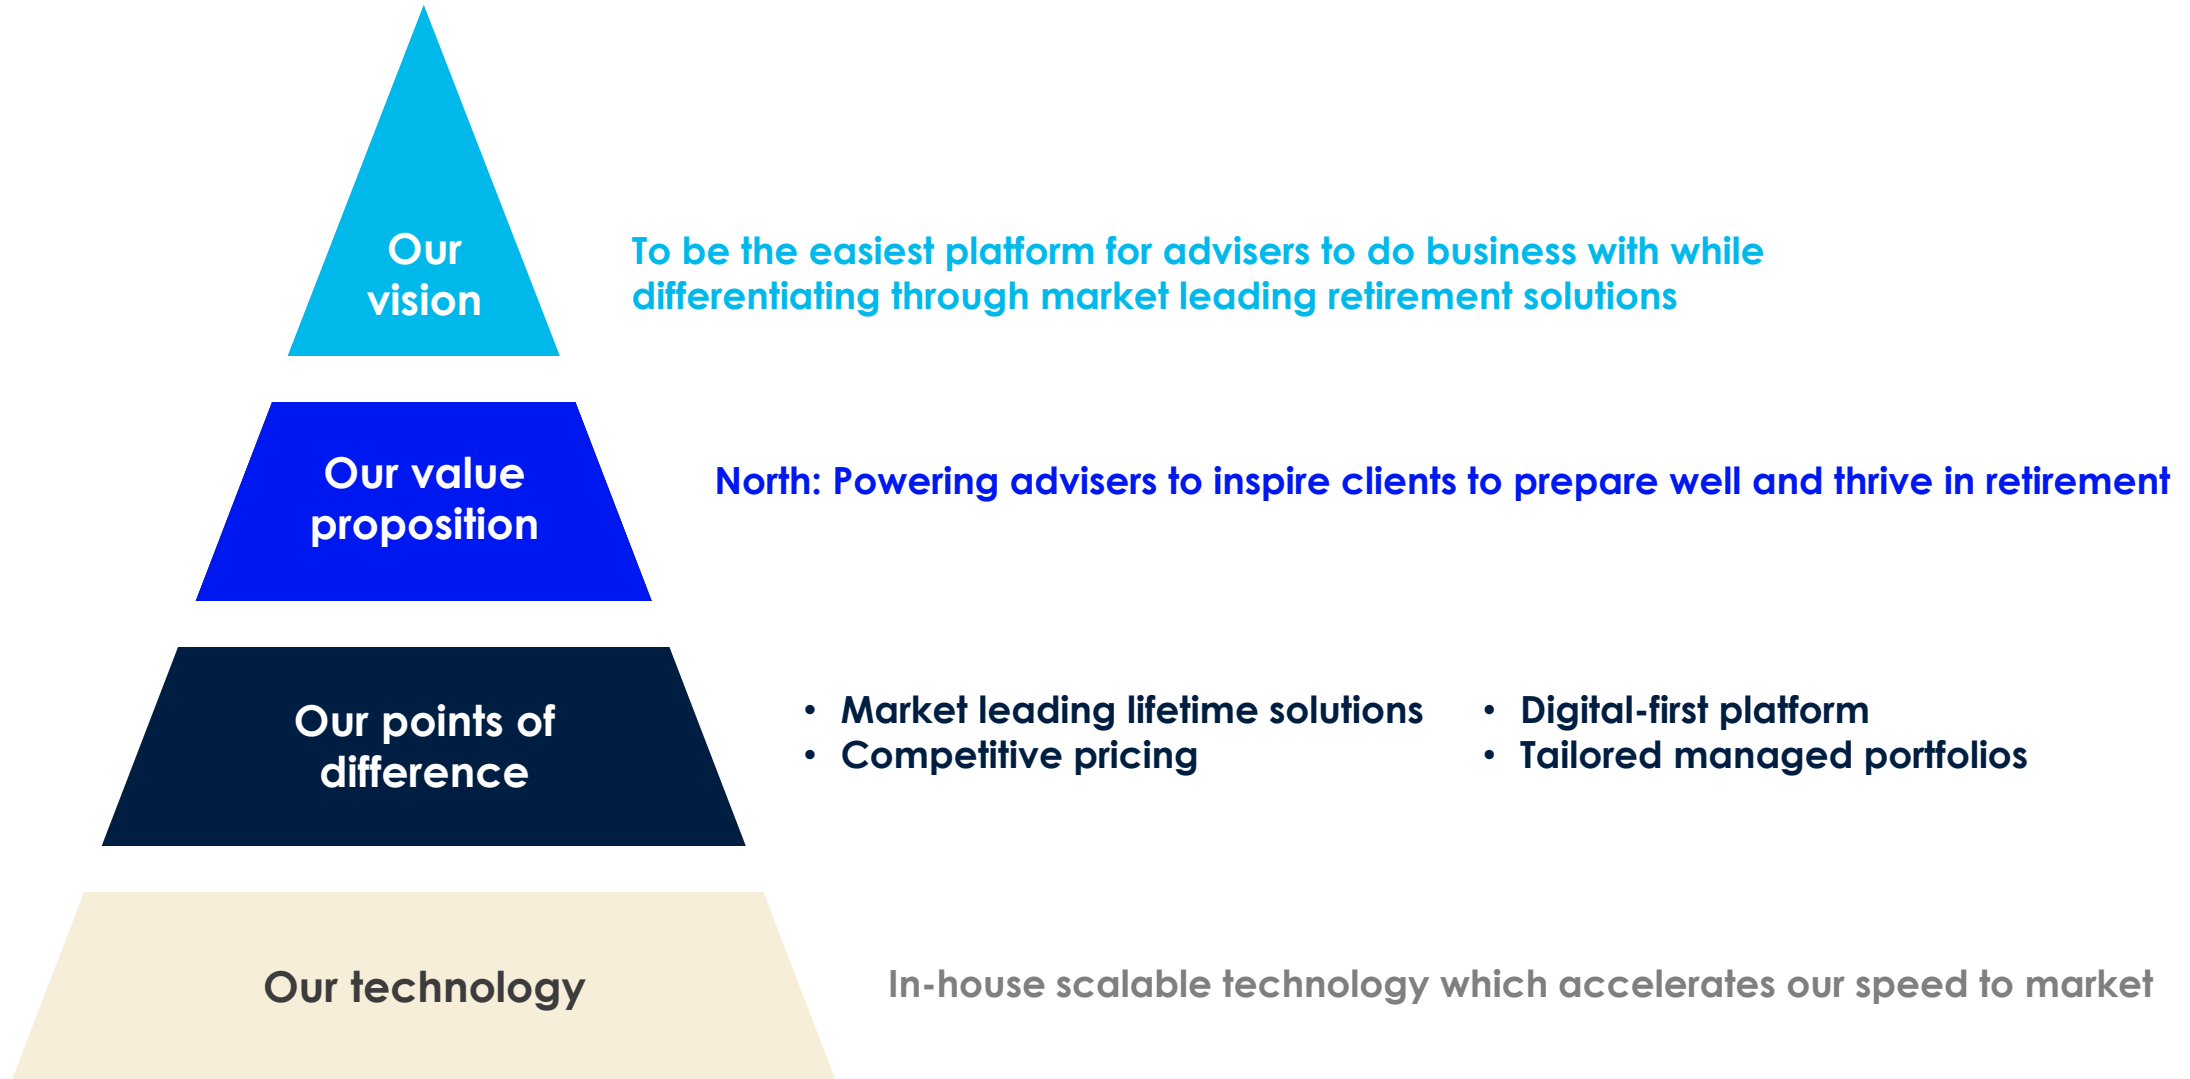 Our
vision
To be the easiest platform for advisers to do business with while
differentiating through market leading retirement solutions
Our value
proposition
North: Powering advisers to inspire clients to prepare well and thrive in retirement
Our points of
difference
• Market leading lifetime solutions
• Competitive pricing
• Digital-first platform
• Tailored managed portfolios
Our technology
In-house scalable technology which accelerates our speed to market